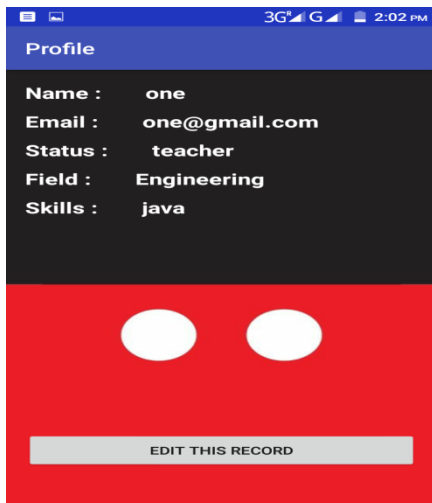 3G R G 2:02 PM
Profile
Name : one
Email : one@gmail.com
Status : teacher
Field : Engineering
Skills : java
EDIT THIS RECORD